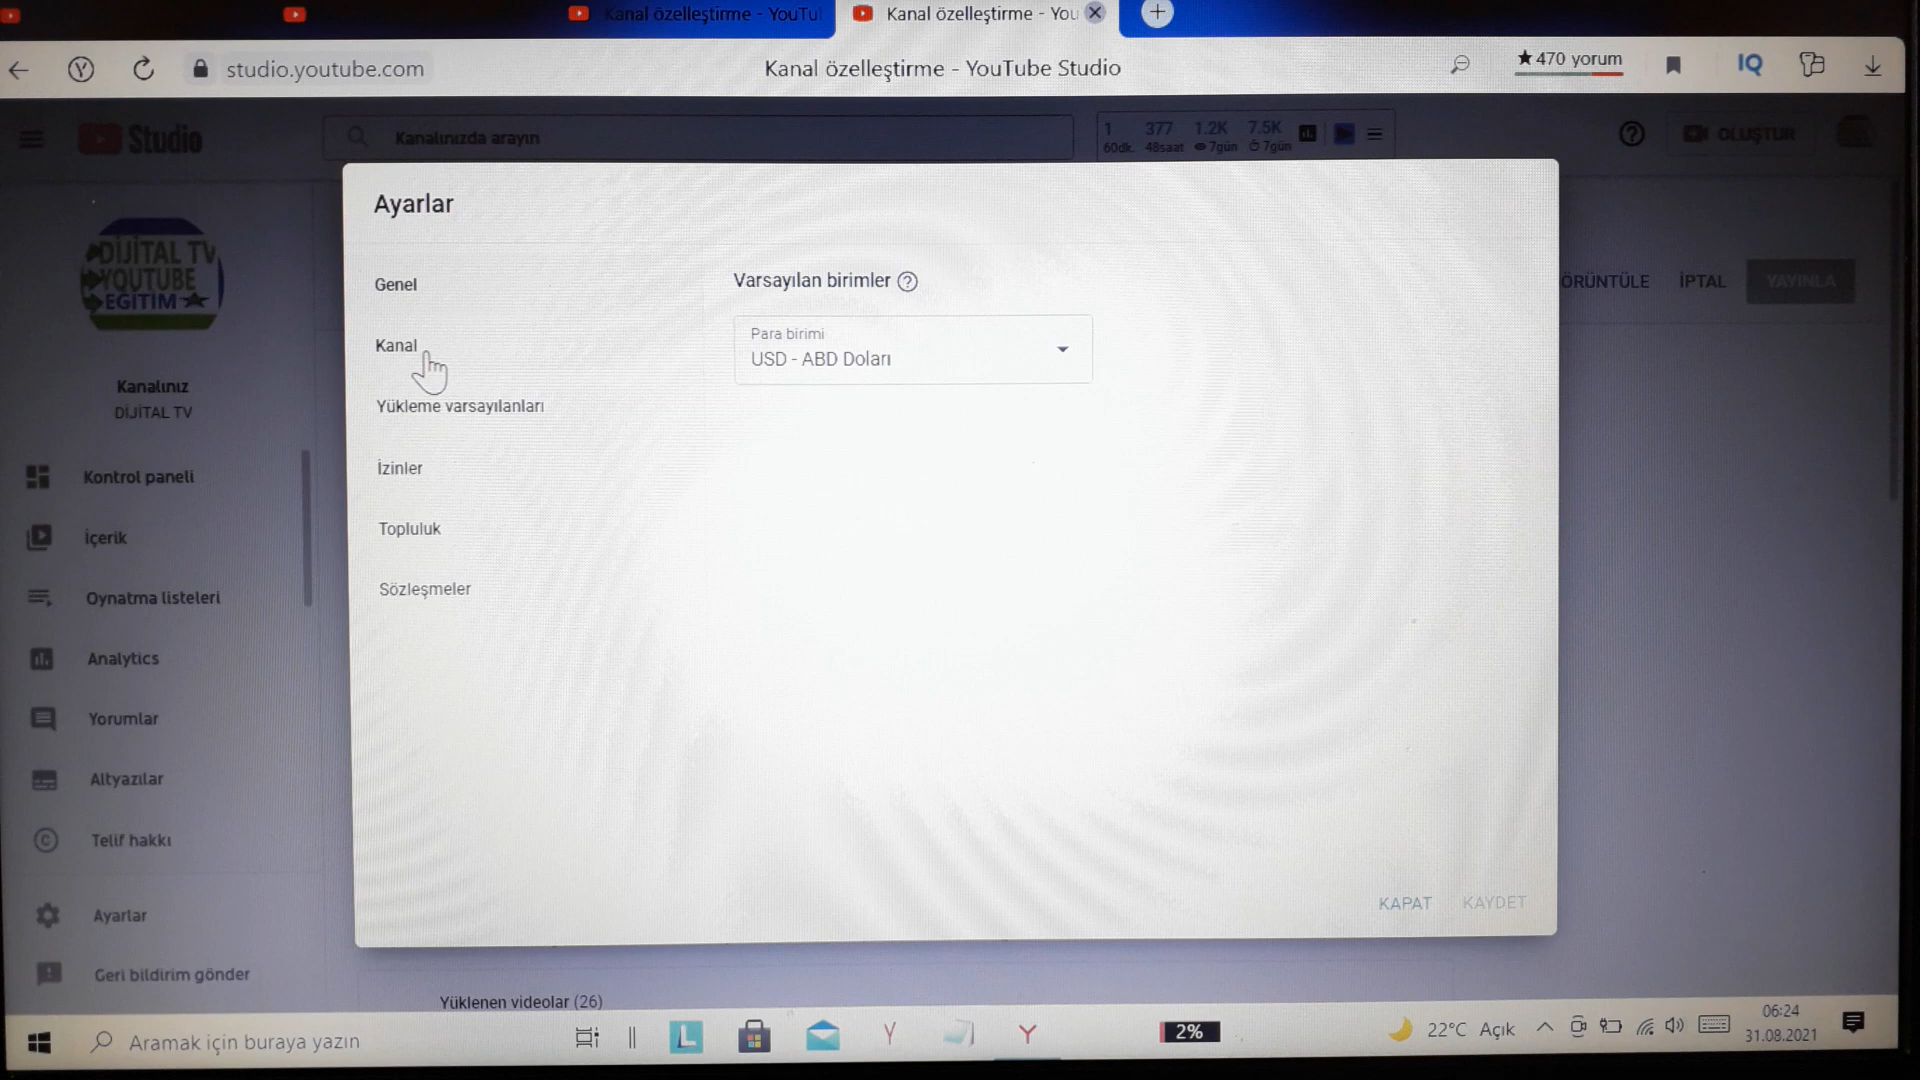 Kanal özelleştirme - YouTu
Kanal özelleştirme - You
studio.youtube.com
Kanal özelleştirme - YouTube Studio
★470 yorum
IQ
Studio
Kanalınızda arayın
1 377 1.2K 7.5K
60dk. 48saat 7gün 7gün
OLUŞTUR
DİJİTAL TV
YOUTUBE
EGİTİM
Kanalınız
DİJİTAL TV
Kontrol paneli
İçerik
Oynatma listeleri
Analytics
Yorumlar
Altyazılar
Telif hakkı
Ayarlar
Geri bildirim gönder
Ayarlar
Genel
Kanal
Yükleme varsayılanları
İzinler
Topluluk
Sözleşmeler
Varsayılan birimler
Para birimi
USD - ABD Doları
KAPAT KAYDET
ÖRÜNTÜLE İPTAL YAYINLA
Yüklenen videolar (26)
Aramak için buraya yazın
L
2%
22°C Açık
06:24
31.08.2021